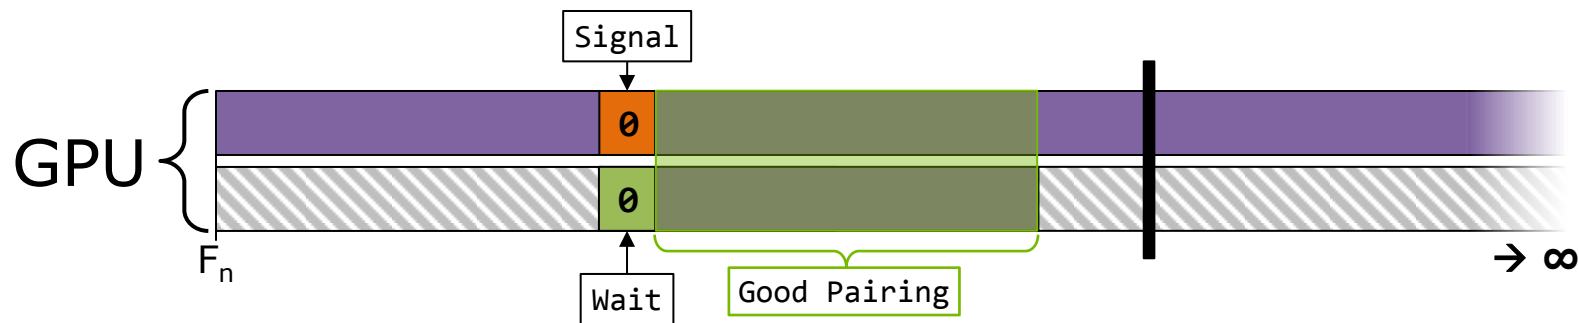 Signal
0
GPU
0
Fn
→ ∞
Wait
Good Pairing